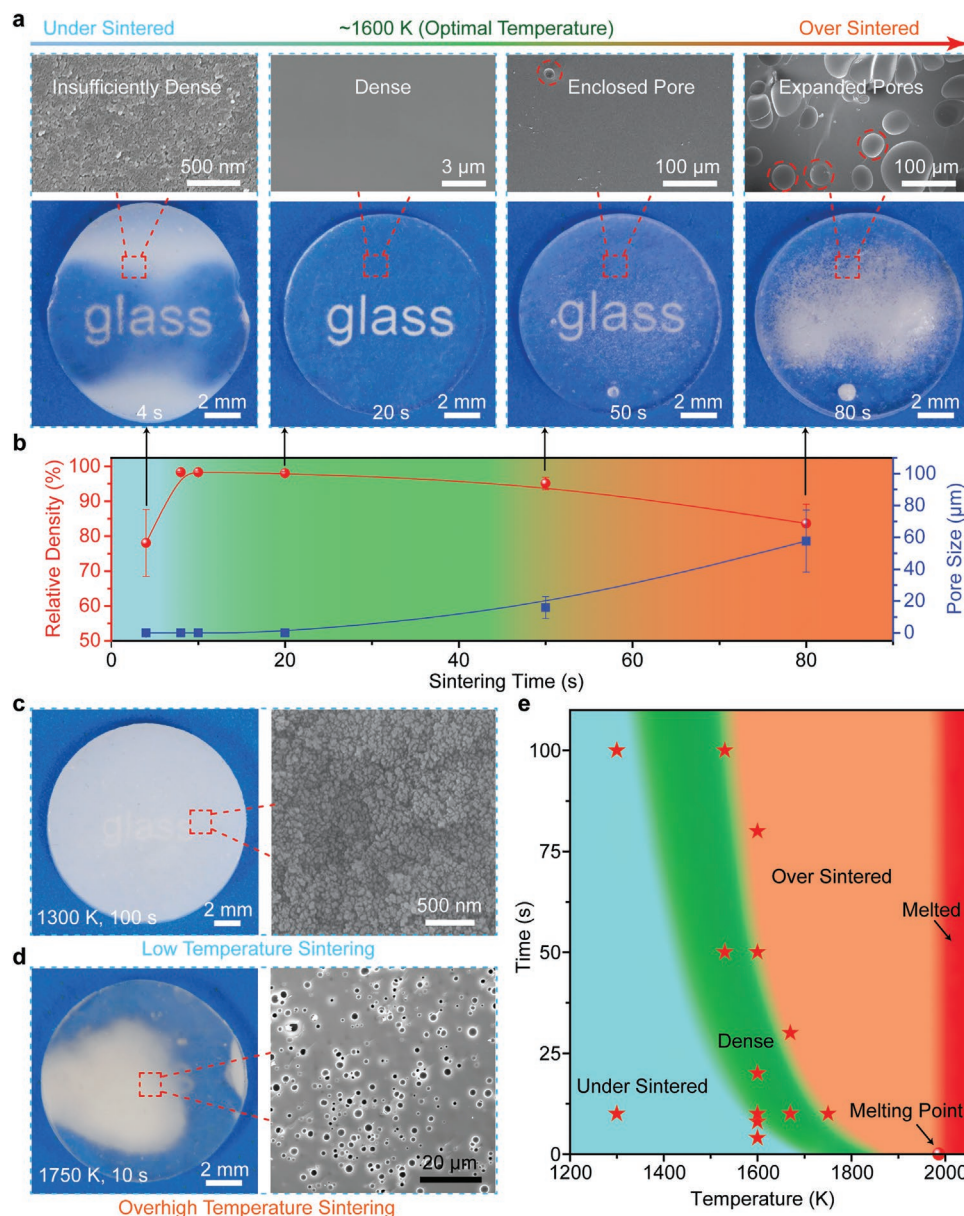 a
Under Sintered
~1600 K (Optimal Temperature)
Over Sintered
Insufficiently Dense
500 nm
Dense
3 µm
Enclosed Pore
100 µm
Expanded Pores
100 µm
glass
4 s
2 mm
glass
20 s
2 mm
glass
50 s
2 mm
80 s
2 mm
b
Relative Density (%)
100
95
90
80
70
60
50
100
80
60
40
20
0
Pore Size (µm)
0 20 40 60 80
Sintering Time (s)
c
glass
1300 K, 100 s
2 mm
500 nm
Low Temperature Sintering
d
1750 K, 10 s
2 mm
20 µm
Overhigh Temperature Sintering
e
Time (s)
100
75
50
25
0
Over Sintered
Melted
Dense
Under Sintered
Melting Point
1200 1400 1600 1800 2000
Temperature (K)